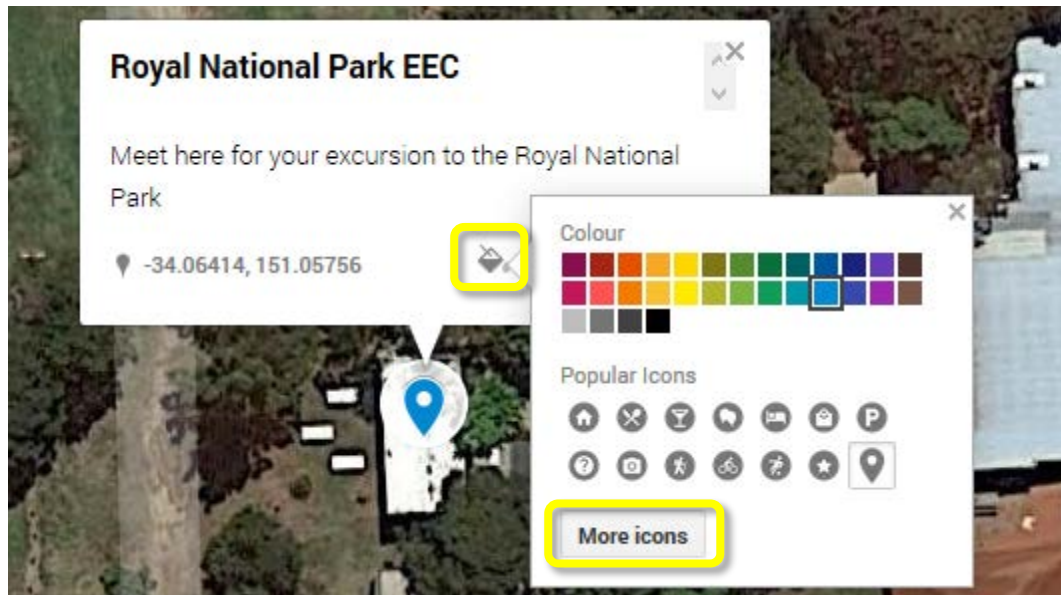 Royal National Park EEC
Meet here for your excursion to the Royal National
Park
-34.06414, 151.05756
Colour
Popular Icons
P
?
More icons